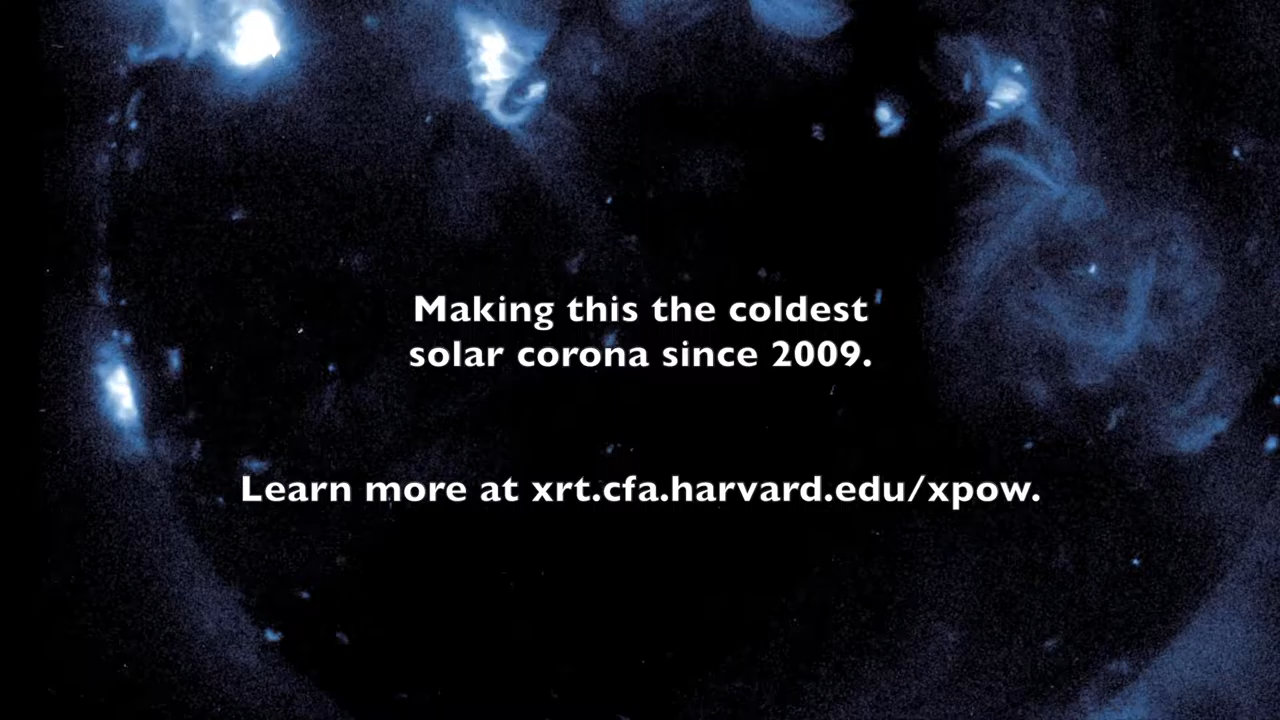 Making this the coldest
solar corona since 2009.
Learn more at xrt.cfa.harvard.edu/xpow.